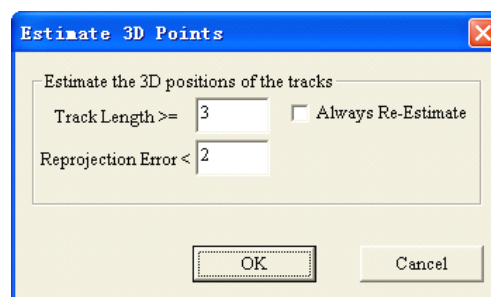 Estimate 3D Points
Estimate the 3D positions of the tracks
Track Length >= 3 Always Re-Estimate
Reprojection Error < 2
OK Cancel